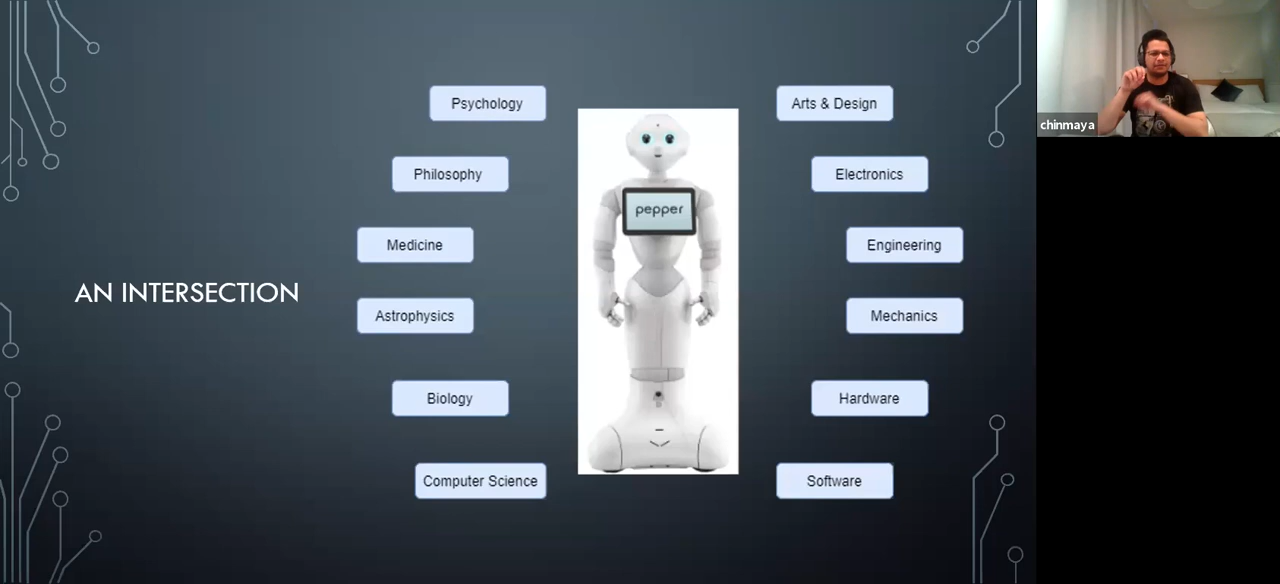 AN INTERSECTION
Psychology
Philosophy
Medicine
Astrophysics
Biology
Computer Science
pepper
Arts & Design
Electronics
Engineering
Mechanics
Hardware
Software
chinmaya